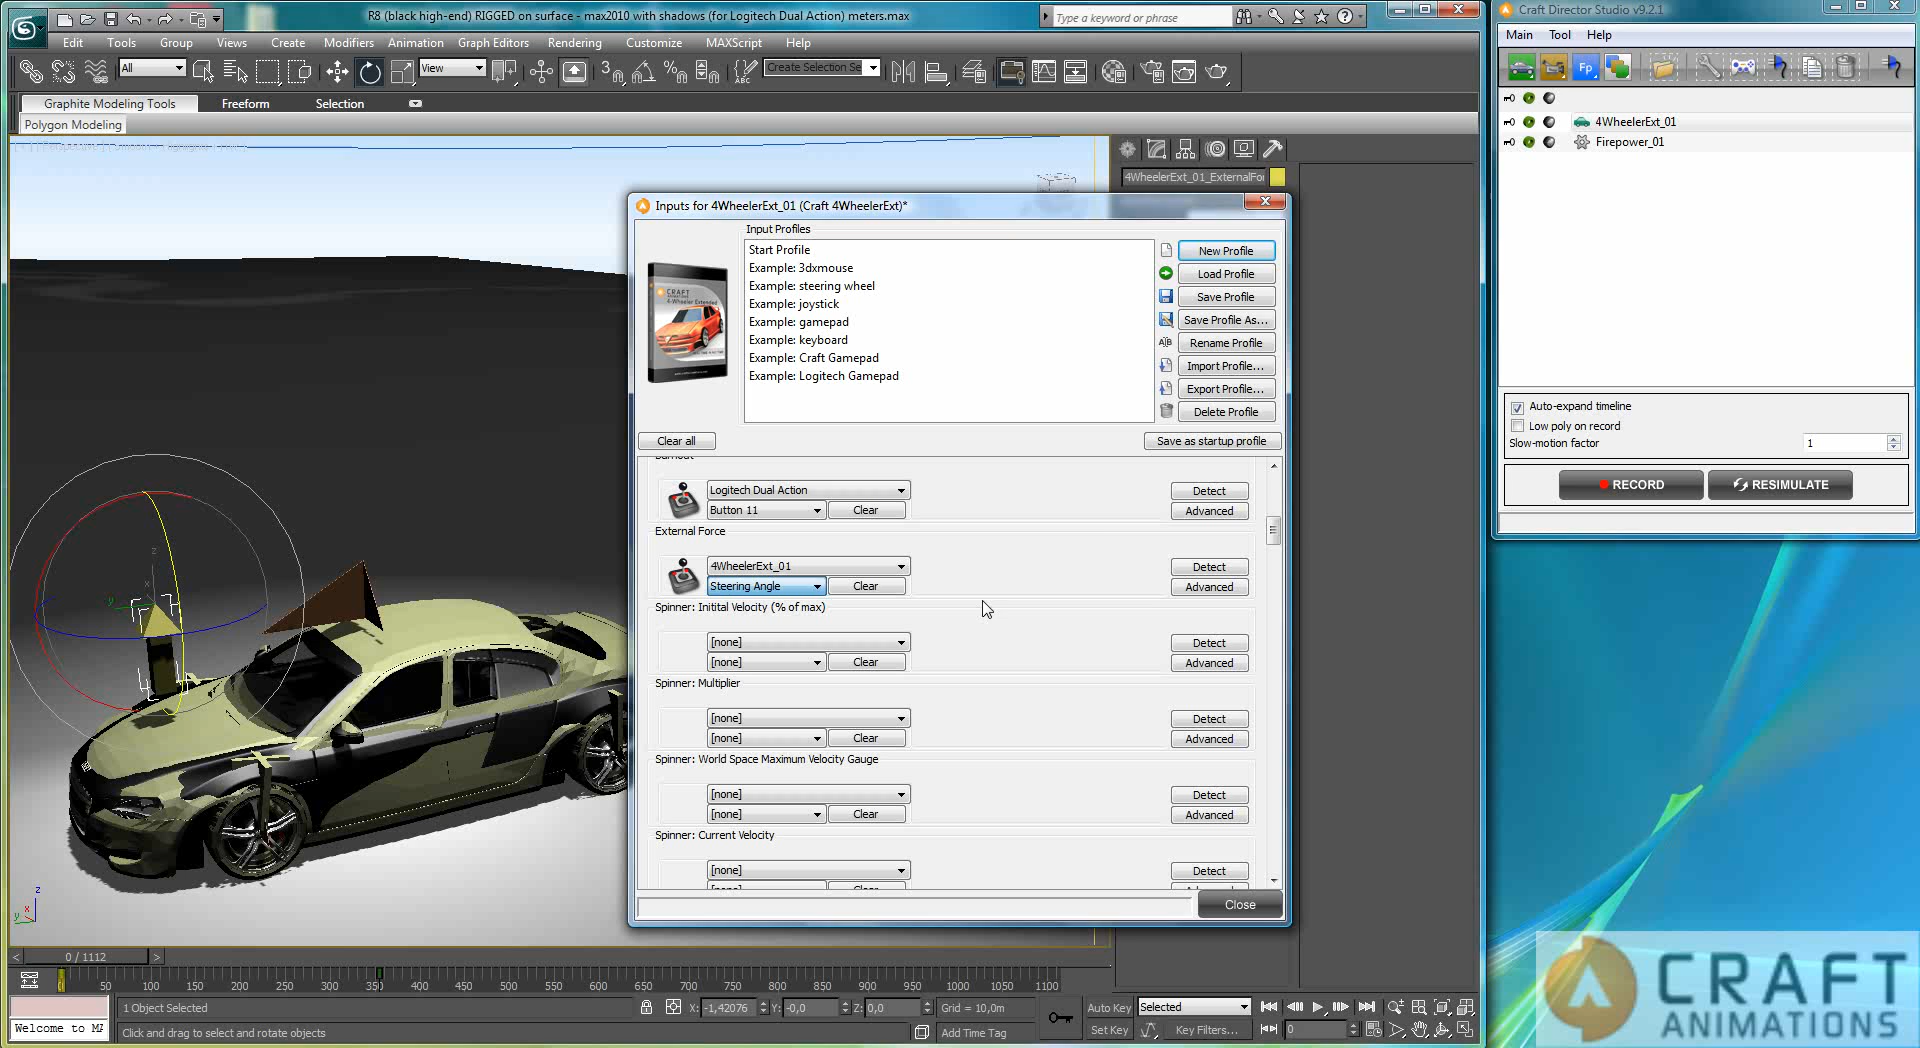 R8 (black high-end) RIGGED on surface - max2010 with shadows (for Logitech Dual Action) meters.max
Type a keyword or phrase
Edit Tools Group Views Create Modifiers Animation Graph Editors Rendering Customize MAXScript Help
All
View
Create Selection Se
Graphite Modeling Tools Freeform Selection
Polygon Modeling
4WheelerExt_01_ExternalFor
Inputs for 4WheelerExt_01 (Craft 4WheelerExt)*
Input Profiles
Start Profile
Example: 3dxmouse
Example: steering wheel
Example: joystick
Example: gamepad
Example: keyboard
Example: Craft Gamepad
Example: Logitech Gamepad
New Profile
Load Profile
Save Profile
Save Profile As...
Rename Profile
Import Profile...
Export Profile...
Delete Profile
CRAFT
ANIMATIONS
4-Wheeler Extended
Clear all
Save as startup profile
Burnout
Logitech Dual Action
Detect
Button 11
Clear
Advanced
External Force
4WheelerExt_01
Detect
Steering Angle
Clear
Advanced
Spinner: Initital Velocity (% of max)
[none]
Detect
[none]
Clear
Advanced
Spinner: Multiplier
[none]
Detect
[none]
Clear
Advanced
Spinner: World Space Maximum Velocity Gauge
[none]
Detect
[none]
Clear
Advanced
Spinner: Current Velocity
[none]
Detect
Close
Craft Director Studio v9.2.1
Main Tool Help
Fp
4WheelerExt_01
Firepower_01
Auto-expand timeline
Low poly on record
Slow-motion factor
1
RECORD
RESIMULATE
0 / 1112
50 100 150 200 250 300 350 400 450 500 550 600 650 700 750 800 850 900 950 1000 1050 1100
1 Object Selected
X: -1,42076 Y: -0,0 Z: 0,0
Grid = 10,0m
Auto Key
Selected
Welcome to MA
Click and drag to select and rotate objects
Add Time Tag
Set Key
Key Filters...
0
CRAFT
ANIMATIONS